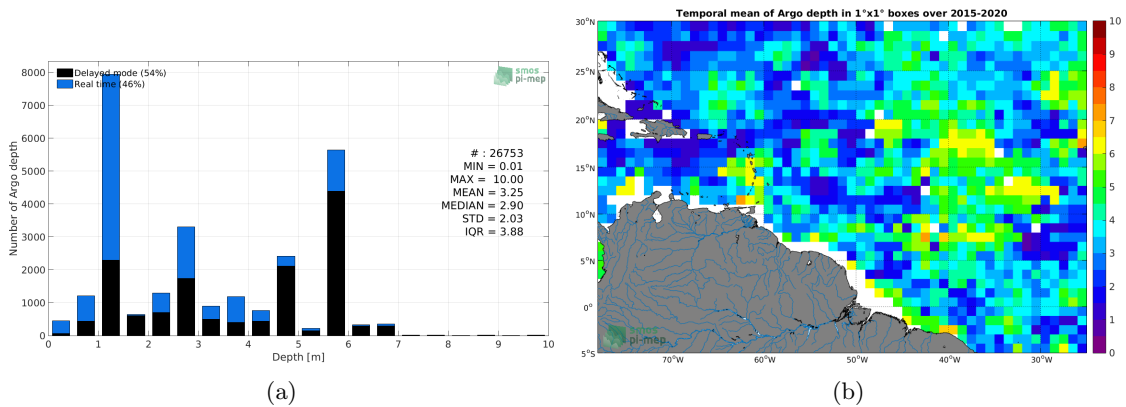 Delayed mode (54%)
Real time (46%)
smos
pi-mep
Number of Argo depth
8000
7000
6000
5000
4000
3000
2000
1000
0
# : 26753
MIN = 0.01
MAX = 10.00
MEAN = 3.25
MEDIAN = 2.90
STD = 2.03
IQR = 3.88
0 1 2 3 4 5 6 7 8 9 10
Depth [m]
(a)
Temporal mean of Argo depth in 1°x1° boxes over 2015-2020
30°N
25°N
20°N
15°N
10°N
5°N
0°
5°S
70°W 60°W 50°W 40°W 30°W
smos
pi-mep
10
9
8
7
6
5
4
3
2
1
0
(b)